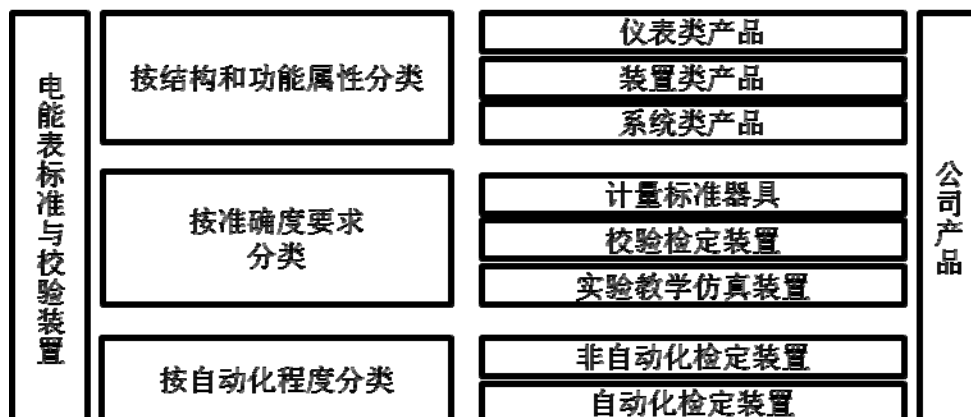 电能表标准与校验装置
按结构和功能属性分类
仪表类产品
装置类产品
系统类产品
按准确度要求
分类
计量标准器具
校验检定装置
实验教学仿真装置
按自动化程度分类
非自动化检定装置
自动化检定装置
公司产品